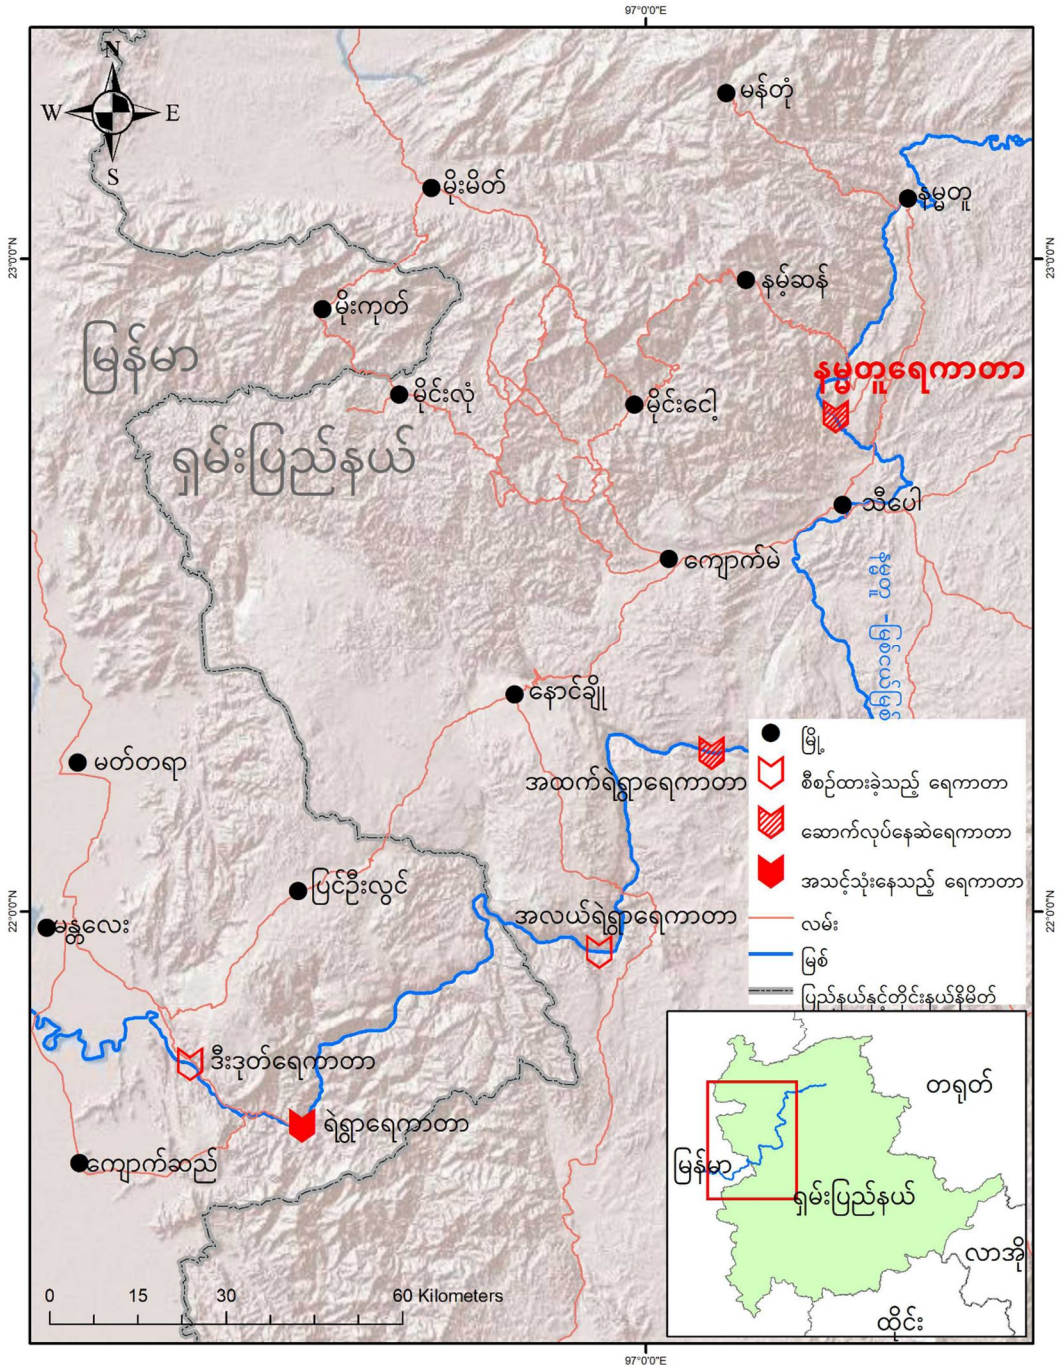 97°0'0"E
N
W
E
S
မန်တုံ
မိုးမိတ်
နမ္မတူ
23°0'0"N
23°0'0"N
နမ့်ဆန်
မိုးကုတ်
မြန်မာ
နမ္မတူရေကာတာ
မိုင်းလုံ
မိုင်းငေါ့
ရှမ်းပြည်နယ်
သီပေါ
ကျောက်မဲ
နောင်ချို
မတ်တရာ
အထက်ရဲရွာရေကာတာ
ပြင်ဦးလွင်
အလယ်ရဲရွာရေကာတာ
22°0'0"N
22°0'0"N
မန္တလေး
ဒီးဒုတ်ရေကာတာ
ရဲရွာရေကာတာ
ကျောက်ဆည်
မြို့
စီစဉ်ထားခဲ့သည့် ရေကာတာ
ဆောက်လုပ်နေဆဲရေကာတာ
အသင့်သုံးနေသည့် ရေကာတာ
လမ်း
မြစ်
ပြည်နယ်နှင့်တိုင်းနယ်နိမိတ်
တရုတ်
မြန်မာ
ရှမ်းပြည်နယ်
လာအို
ထိုင်း
0 15 30 60 Kilometers
97°0'0"E